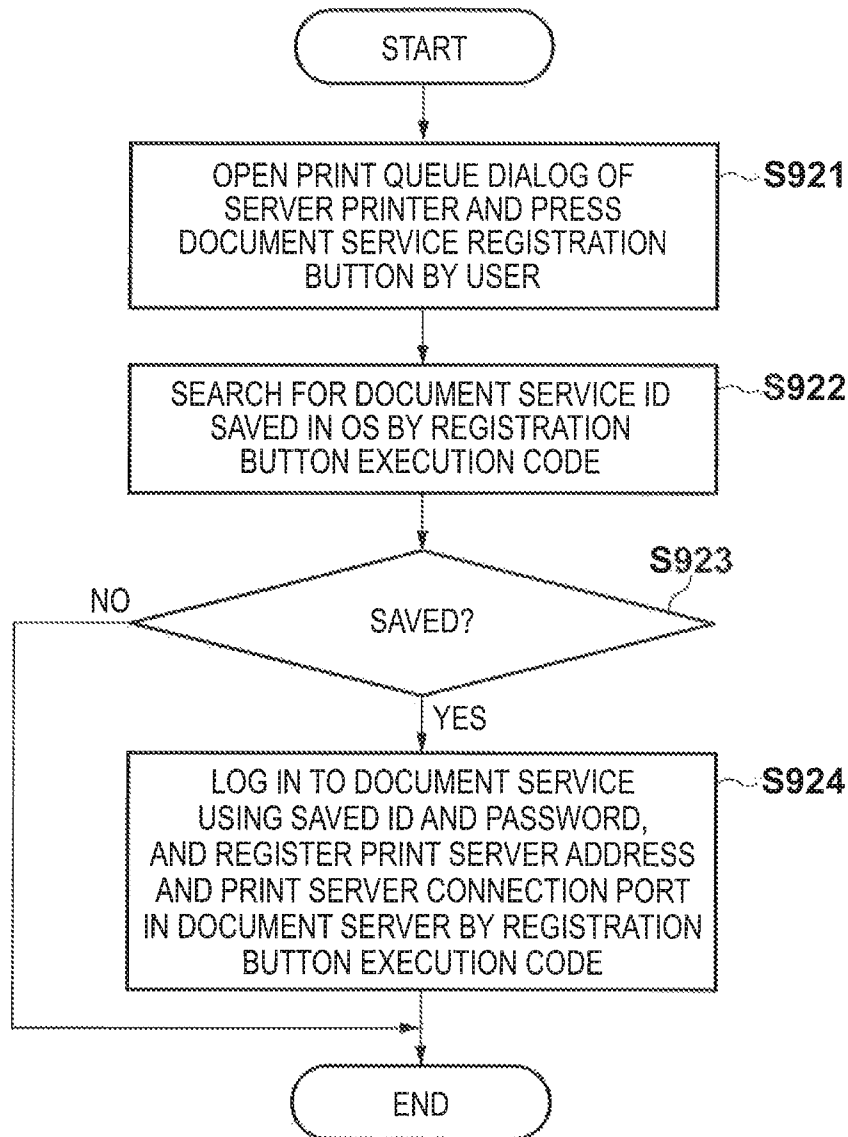 START
OPEN PRINT QUEUE DIALOG OF
SERVER PRINTER AND PRESS
DOCUMENT SERVICE REGISTRATION
BUTTON BY USER
S921
SEARCH FOR DOCUMENT SERVICE ID
SAVED IN OS BY REGISTRATION
BUTTON EXECUTION CODE
S922
S923
NO
SAVED?
YES
LOG IN TO DOCUMENT SERVICE
USING SAVED ID AND PASSWORD,
AND REGISTER PRINT SERVER ADDRESS
AND PRINT SERVER CONNECTION PORT
IN DOCUMENT SERVER BY REGISTRATION
BUTTON EXECUTION CODE
S924
END